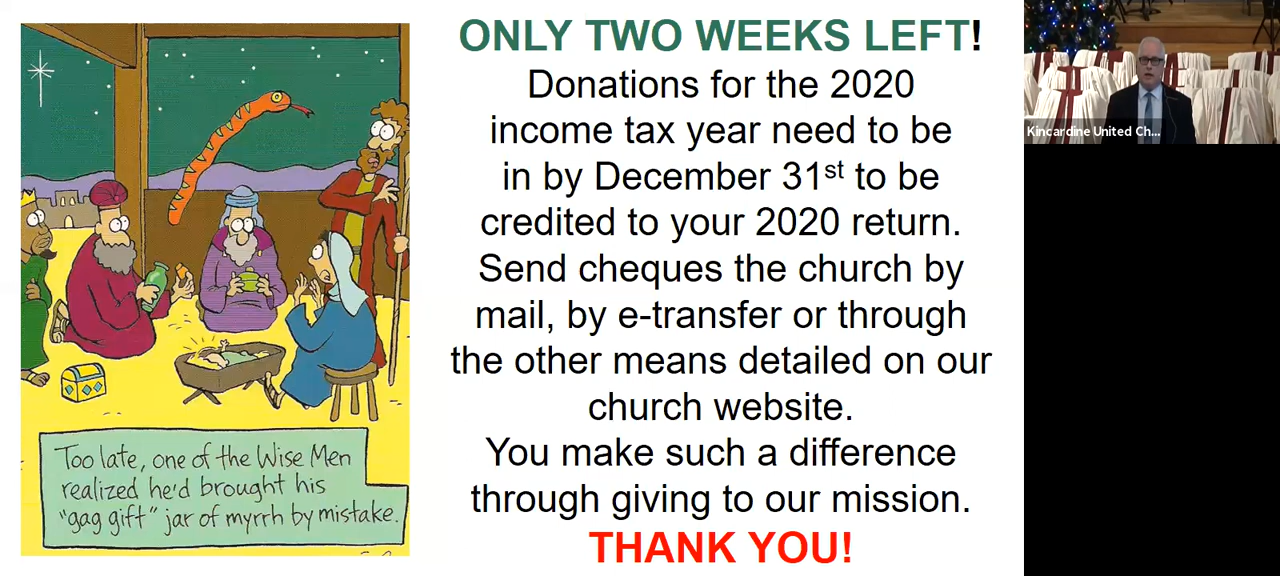 ONLY TWO WEEKS LEFT!
Donations for the 2020
income tax year need to be
in by December 31st to be
credited to your 2020 return.
Send cheques the church by
mail, by e-transfer or through
the other means detailed on our
church website.
You make such a difference
through giving to our mission.
THANK YOU!
Too late, one of the Wise Men
realized he'd brought his
"gag gift" jar of myrrh by mistake.
Kincardine United Ch...